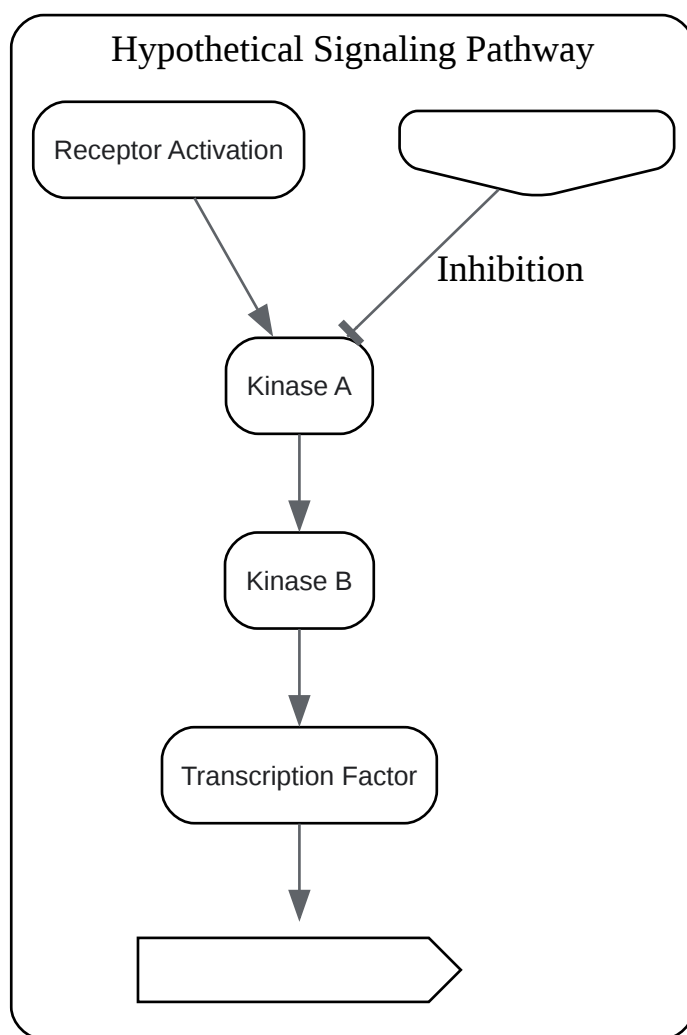 Hypothetical Signaling Pathway
Receptor Activation
Inhibition
Kinase A
Kinase B
Transcription Factor